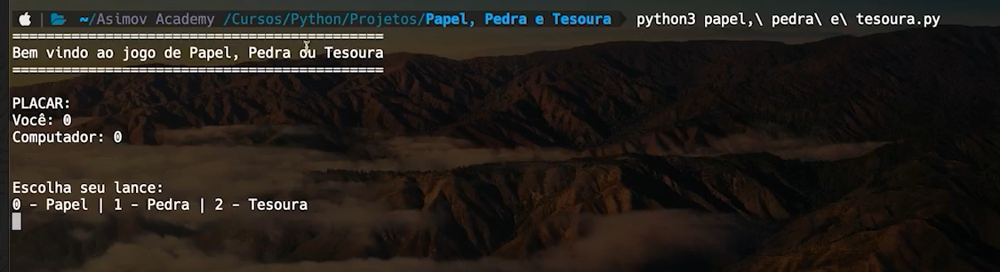 ~/Asimov Academy /Cursos/Python/Projetos/Papel, Pedra e Tesoura python3 papel,\ pedra\ e\ tesoura.py
============================================
Bem vindo ao jogo de Papel, Pedra ou Tesoura
============================================
PLACAR:
Você: 0
Computador: 0
Escolha seu lance:
0 - Papel | 1 - Pedra | 2 - Tesoura